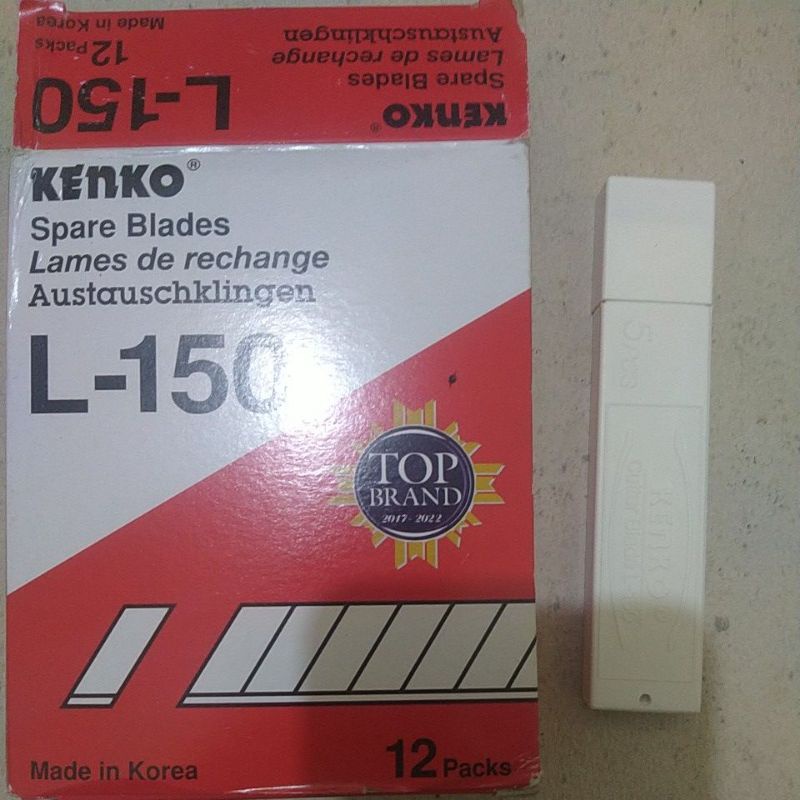 KENKO®
Spare Blades
Lames de rechange
Austauschklingen
L-150
12 Packs
Made in Korea
KENKO®
Spare Blades
Lames de rechange
Austauschklingen
L-150
TOP
BRAND
2017 - 2022
Made in Korea
12 Packs
5
KENKO